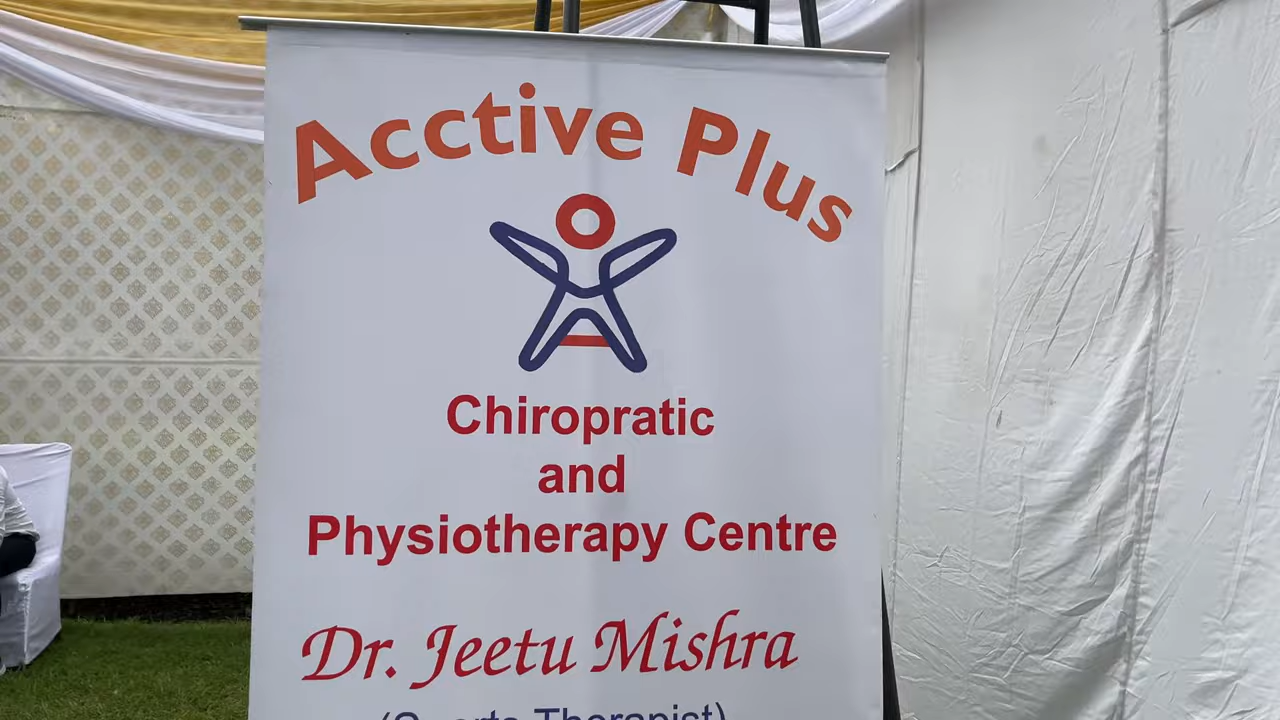 Acctive Plus
Chiropratic
and
Physiotherapy Centre
Dr. Jeetu Mishra
(Sports Therapist)